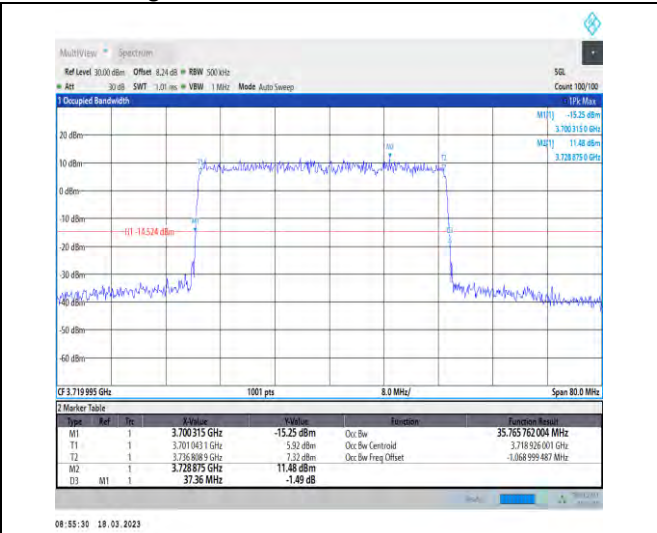 MultiView Spectrum
Ref Level 30.00 dBm Offset 8.24 dB RBW 500 kHz SGL
Att 30 dB SWT 1.01 ms VBW 1 MHz Mode Auto Sweep Count 100/100
1 Occupied Bandwidth 1Pk Max
M1[1] -15.25 dBm
3.700 315 0 GHz
20 dBm
M2[1] 11.48 dBm
3.728 875 0 GHz
M2
T1
T2
10 dBm
0 dBm
-10 dBm
M1
H1 -14.524 dBm
D3
-20 dBm
-30 dBm
-50 dBm
-60 dBm
CF 3.719 995 GHz 1001 pts 8.0 MHz/ Span 80.0 MHz
2 Marker Table
Type Ref Trc X-Value Y-Value Function Function Result
M1 1 3.700315 GHz -15.25 dBm Occ Bw 35.765 762 004 MHz
T1 1 3.701 043 1 GHz 5.92 dBm Occ Bw Centroid 3.718 926 001 GHz
T2 1 3.736 808 9 GHz 7.32 dBm Occ Bw Freq Offset -1.068 999 487 MHz
M2 1 3.728 875 GHz 11.48 dBm
D3 M1 1 37.36 MHz -1.49 dB
08:55:30 18.03.2023